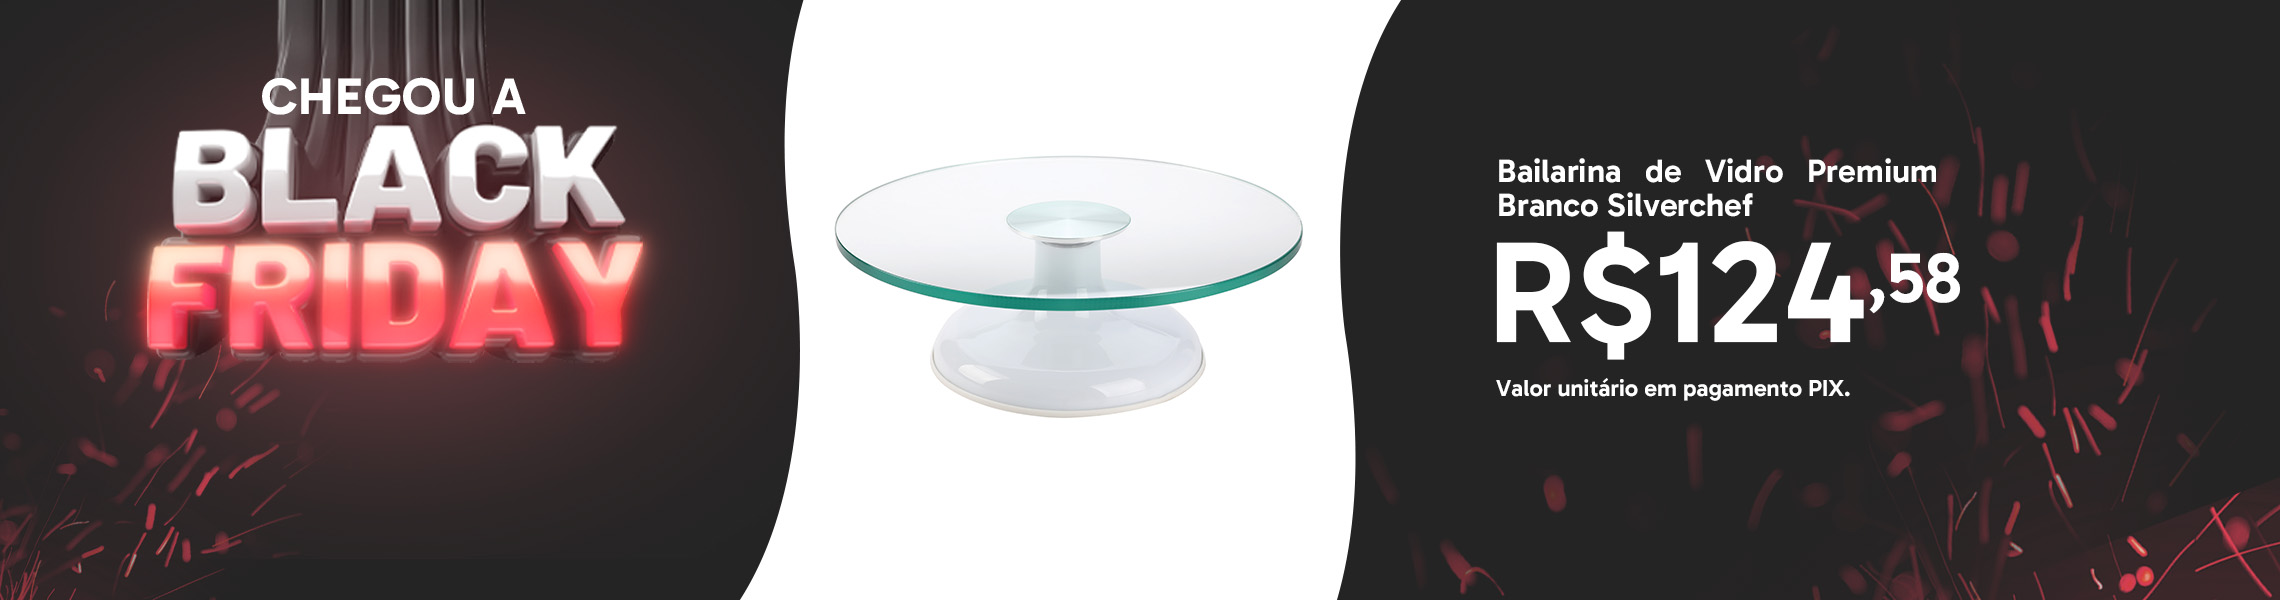 CHEGOU A
BLACK
FRIDAY
Bailarina de Vidro Premium
Branco Silverchef
R$124,58
Valor unitário em pagamento PIX.